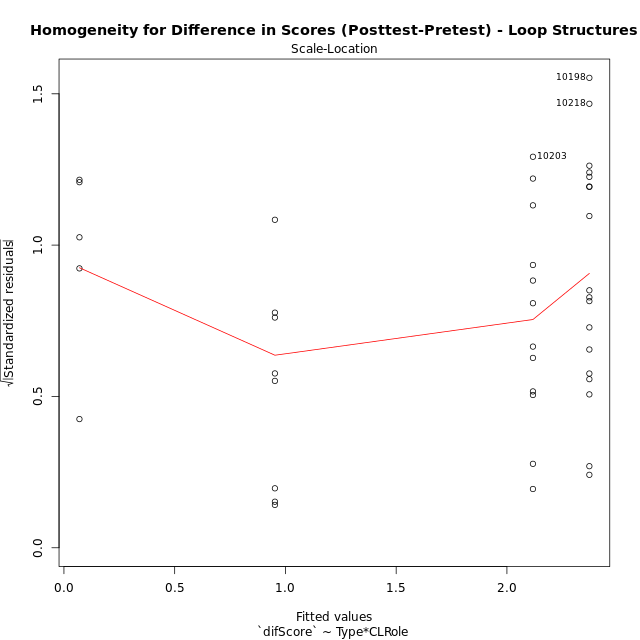 Homogeneity for Difference in Scores (Posttest-Pretest) - Loop Structures
Scale-Location
10198
10218
10203
1.5
1.0
0.5
0.0
√|Standardized residuals|
0.0 0.5 1.0 1.5 2.0
Fitted values
`difScore` ~ Type*CLRole